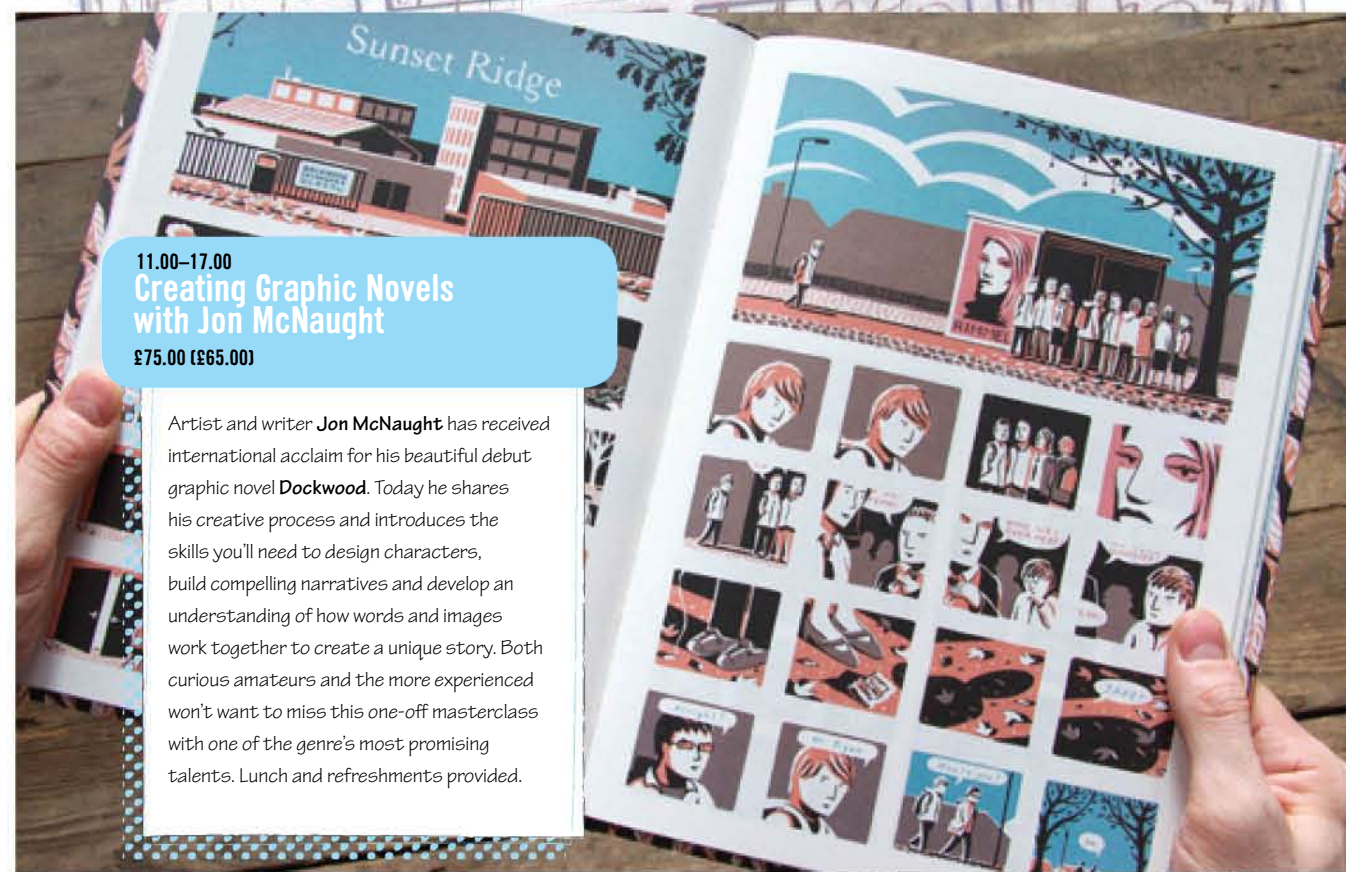 Sunset Ridge
11.00–17.00
Creating Graphic Novels
with Jon McNaught
£75.00 (£65.00)
Artist and writer Jon McNaught has received
international acclaim for his beautiful debut
graphic novel Dockwood. Today he shares
his creative process and introduces the
skills you'll need to design characters,
build compelling narratives and develop an
understanding of how words and images
work together to create a unique story. Both
curious amateurs and the more experienced
won't want to miss this one-off masterclass
with one of the genre's most promising
talents. Lunch and refreshments provided.
RIMMEL
Alright?